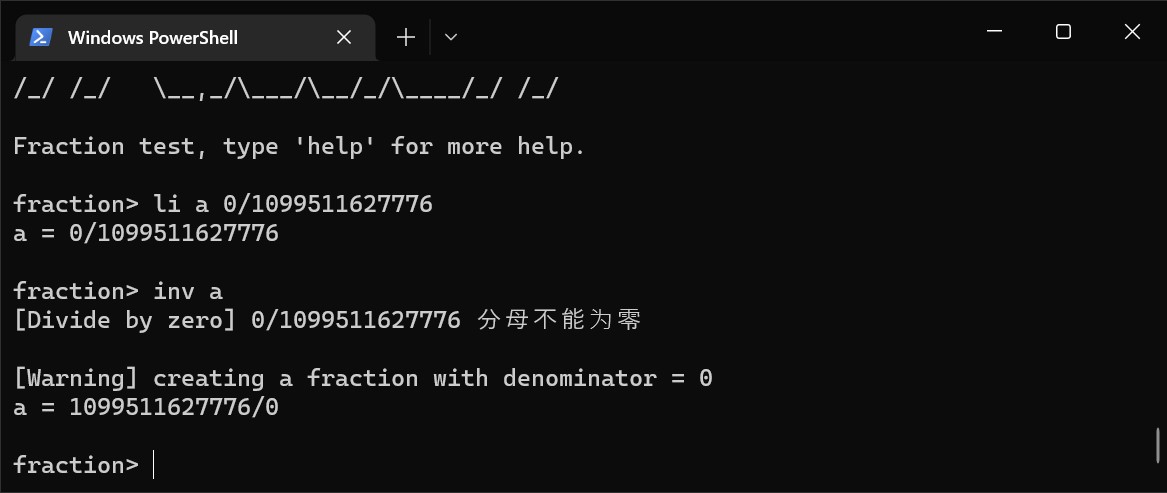 Windows PowerShell
/_/ /_/   \__,_/\___/\__/_/\____/_/ /_/
Fraction test, type 'help' for more help.
fraction> li a 0/1099511627776
a = 0/1099511627776
fraction> inv a
[Divide by zero] 0/1099511627776 分母不能为零
[Warning] creating a fraction with denominator = 0
a = 1099511627776/0
fraction>